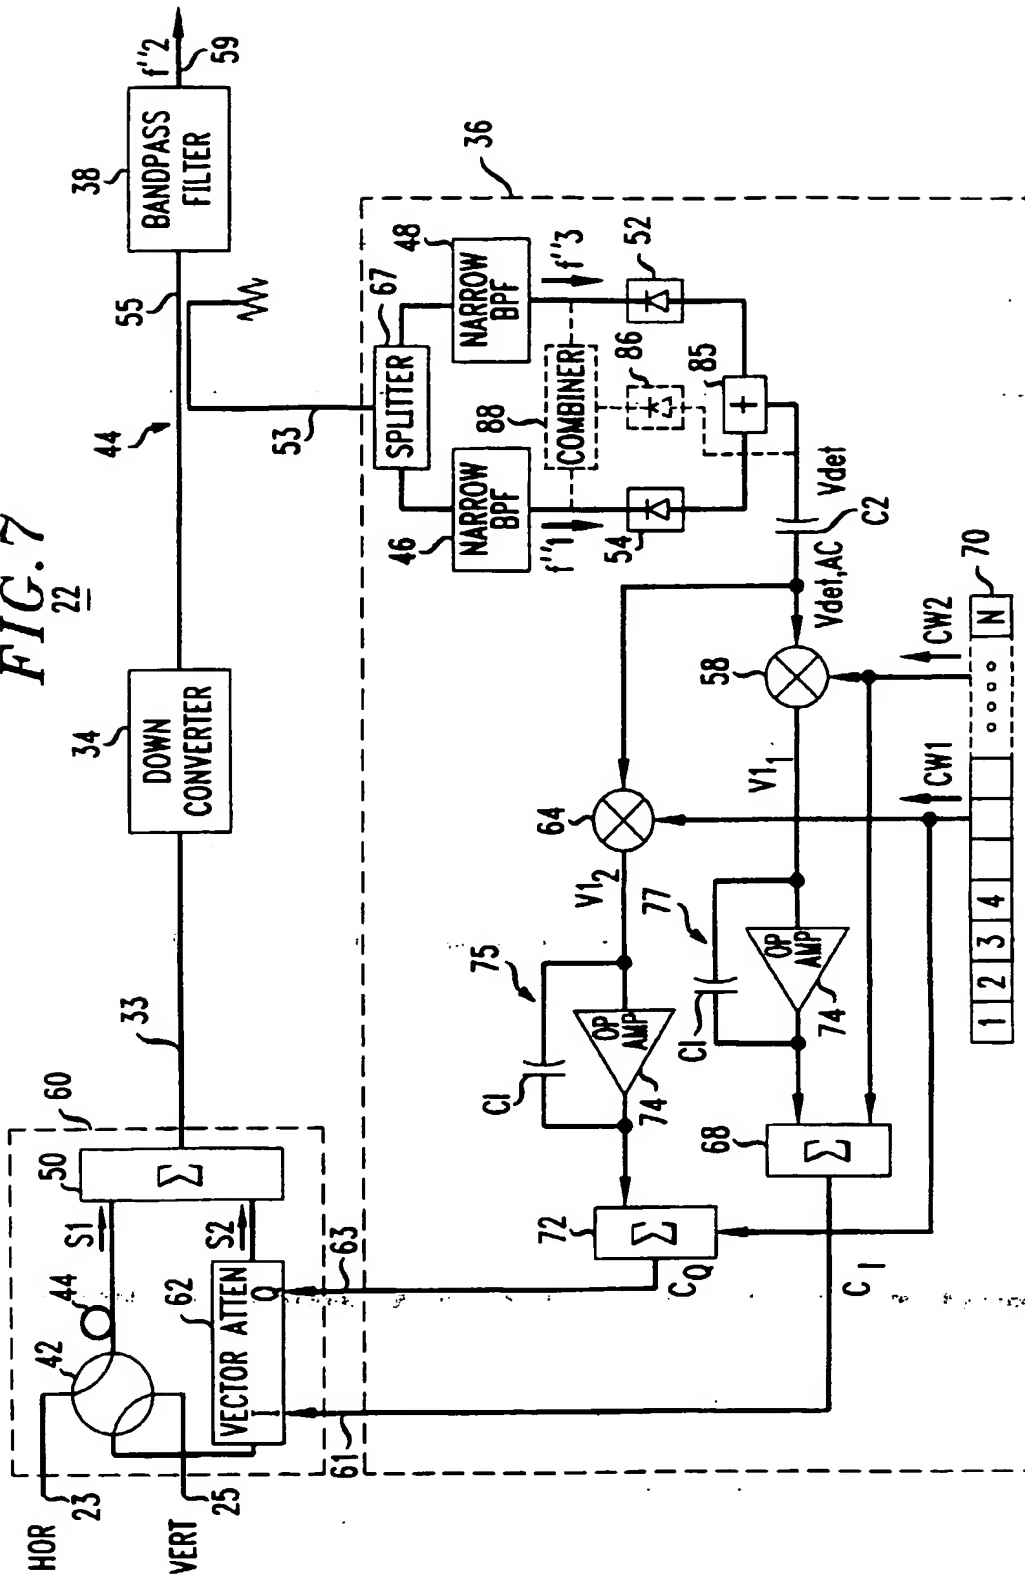 FIG. 7
22
HOR
23
VERT
25
42
44
S1
S2
62
VECTOR ATTEN
I
Q
50
Σ
60
33
34
DOWN
CONVERTER
44
55
53
38
BANDPASS
FILTER
f"2
59
36
61
63
67
SPLITTER
46
NARROW
BPF
48
NARROW
BPF
f"1
f"3
88
COMBINER
54
86
52
85
+
Vdet
C2
Vdet,AC
64
58
V1₂
V1₁
75
77
C1
C1
OP
AMP
74
OP
AMP
74
72
Σ
68
Σ
C_Q
C_I
CW1
CW2
70
1 2 3 4 N